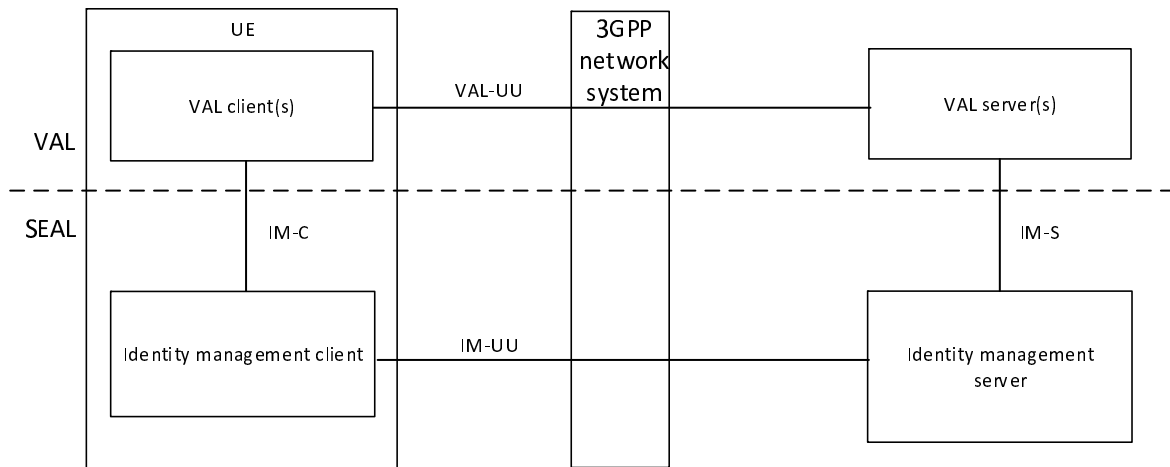 UE
3GPP
network
system
VAL client(s)
VAL-UU
VAL server(s)
VAL
SEAL
IM-C
IM-S
Identity management client
IM-UU
Identity management
server